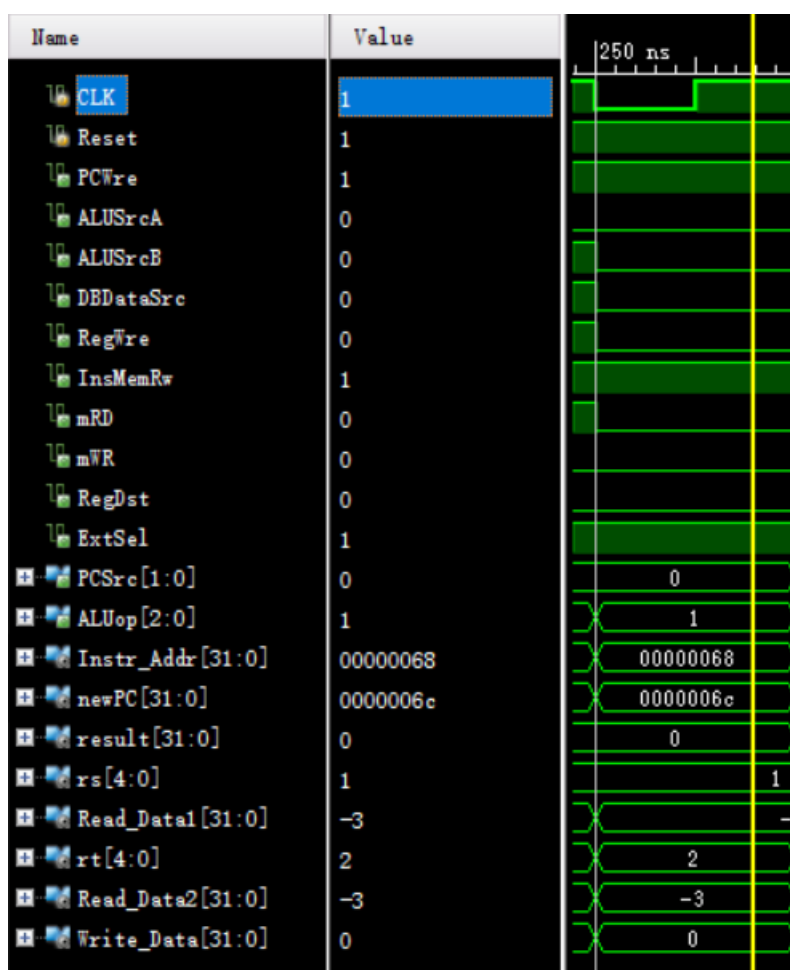 Name Value 250 ns
CLK 1
Reset 1
PCWre 1
ALUSrcA 0
ALUSrcB 0
DBDataSrc 0
RegWre 0
InsMemRw 1
mRD 0
mWR 0
RegDst 0
ExtSel 1
PCSrc[1:0] 0 0
ALUop[2:0] 1 1
Instr_Addr[31:0] 00000068 00000068
newPC[31:0] 0000006c 0000006c
result[31:0] 0 0
rs[4:0] 1 1
Read_Data1[31:0] -3 -
rt[4:0] 2 2
Read_Data2[31:0] -3 -3
Write_Data[31:0] 0 0